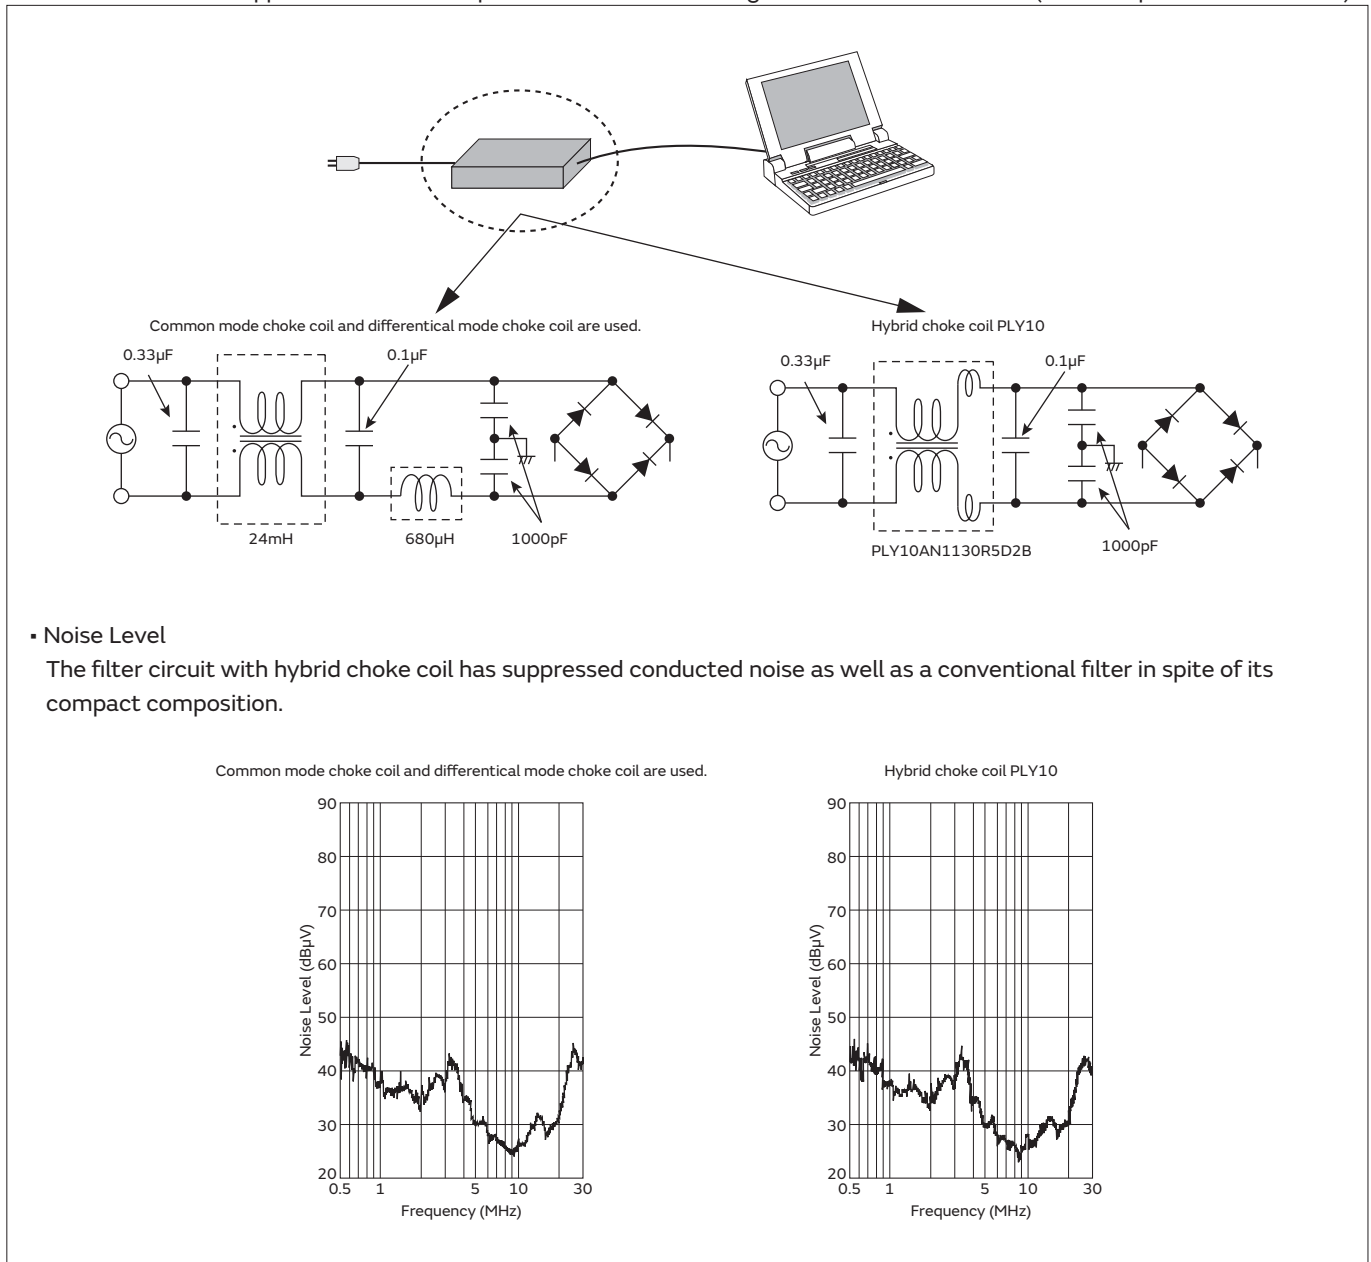 Common mode choke coil and differentical mode choke coil are used.
0.33µF
0.1µF
24mH
680µH
1000pF
Hybrid choke coil PLY10
0.33µF
0.1µF
PLY10AN1130R5D2B
1000pF
▪ Noise Level
The filter circuit with hybrid choke coil has suppressed conducted noise as well as a conventional filter in spite of its
compact composition.
Common mode choke coil and differentical mode choke coil are used.
90
80
70
60
50
40
30
20
Noise Level (dBµV)
0.5 1 5 10 30
Frequency (MHz)
Hybrid choke coil PLY10
90
80
70
60
50
40
30
20
Noise Level (dBµV)
0.5 1 5 10 30
Frequency (MHz)